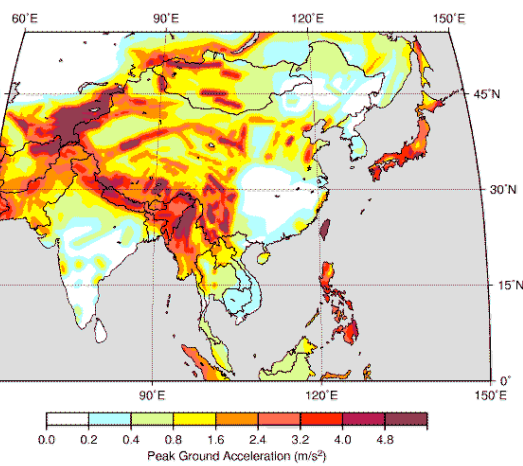 60°E 90°E 120°E 150°E
45°N
30°N
15°N
0°
90°E 120°E 150°E
0.0 0.2 0.4 0.8 1.6 2.4 3.2 4.0 4.8
Peak Ground Acceleration (m/s²)